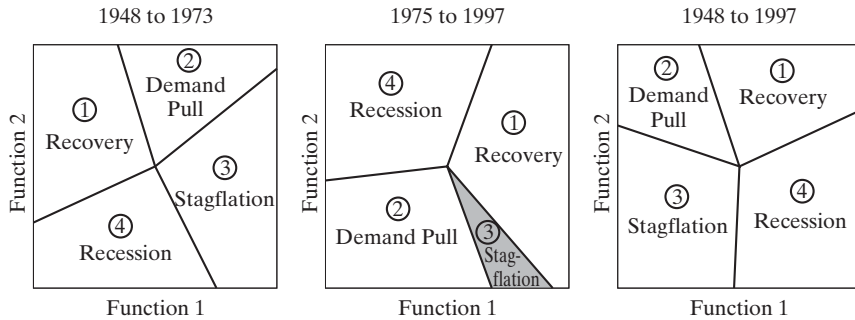 1948 to 1973
Function 2
①
Recovery
②
Demand
Pull
③
Stagflation
④
Recession
Function 1
1975 to 1997
Function 2
④
Recession
①
Recovery
②
Demand Pull
③
Stag-
flation
Function 1
1948 to 1997
Function 2
②
Demand
Pull
①
Recovery
③
Stagflation
④
Recession
Function 1